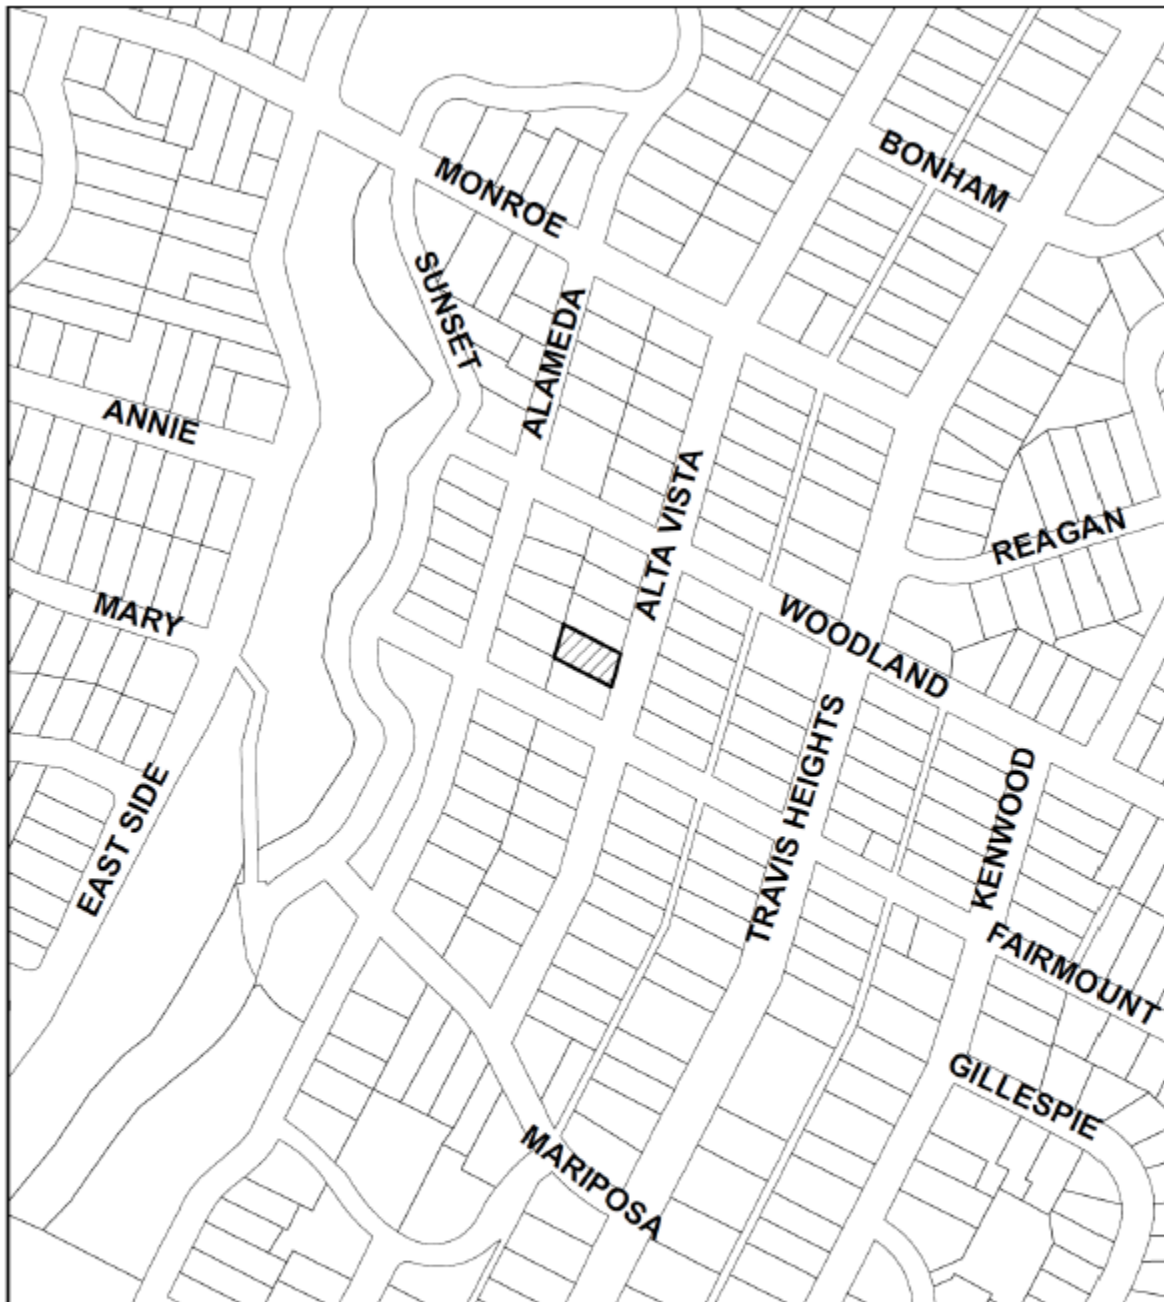 BONHAM
MONROE
SUNSET
ALAMEDA
ANNIE
ALTA VISTA
REAGAN
MARY
WOODLAND
TRAVIS HEIGHTS
KENWOOD
EAST SIDE
FAIRMOUNT
GILLESPIE
MARIPOSA